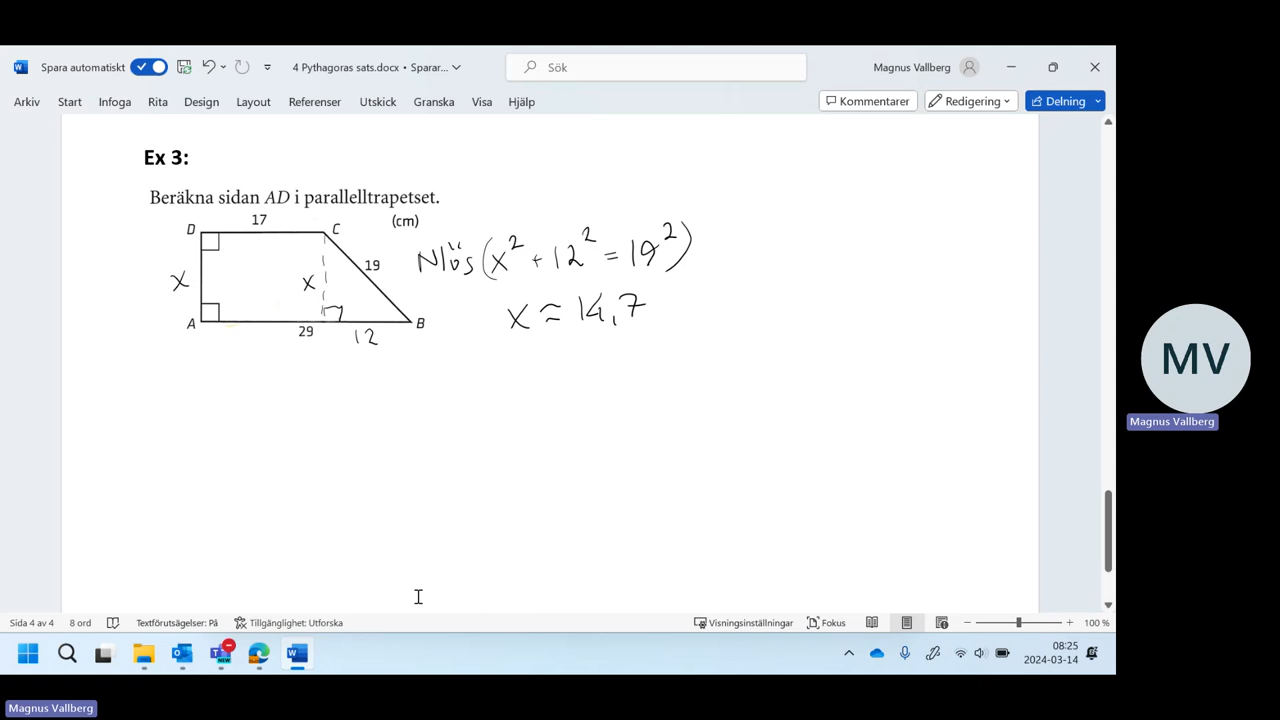 Spara automatiskt
4 Pythagoras sats.docx • Sparar...
Sök
Magnus Vallberg
Arkiv Start Infoga Rita Design Layout Referenser Utskick Granska Visa Hjälp
Kommentarer Redigering Delning
Ex 3:
Beräkna sidan AD i parallelltrapetset.
D 17 C (cm)
19
x x
A 29 12 B
Nlös(x² + 12² = 19²)
x ≈ 14,7
MV
Magnus Vallberg
Sida 4 av 4 8 ord Textförutsägelser: På Tillgänglighet: Utforska Visningsinställningar Fokus 100 %
NEW
08:25
2024-03-14
Magnus Vallberg